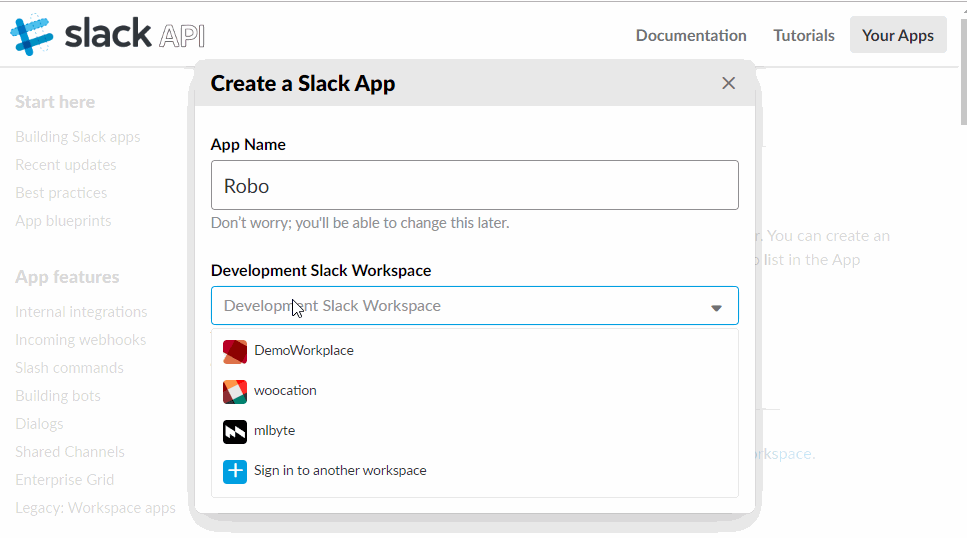 slack API
Documentation Tutorials Your Apps
Create a Slack App
Start here
Building Slack apps
Recent updates
Best practices
App blueprints
App features
Internal integrations
Incoming webhooks
Slash commands
Building bots
Dialogs
Shared Channels
Enterprise Grid
Legacy: Workspace apps
App Name
Robo
Don't worry; you'll be able to change this later.
Development Slack Workspace
Development Slack Workspace
DemoWorkplace
woocation
mlbyte
Sign in to another workspace
r. You can create an
list in the App
rkspace.